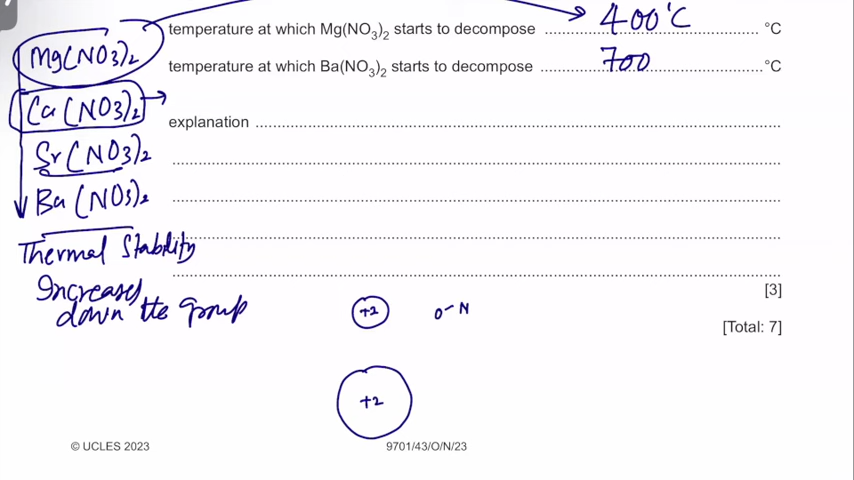 temperature at which Mg(NO3)2 starts to decompose ........ 400°C °C
Mg(NO3)2
temperature at which Ba(NO3)2 starts to decompose ........ 700 °C
Ca(NO3)2
explanation ........
Sr(NO3)2
Ba(NO3)2
Thermal Stability
Increases
down the group
[3]
+2 O-N
[Total: 7]
+2
© UCLES 2023 9701/43/O/N/23